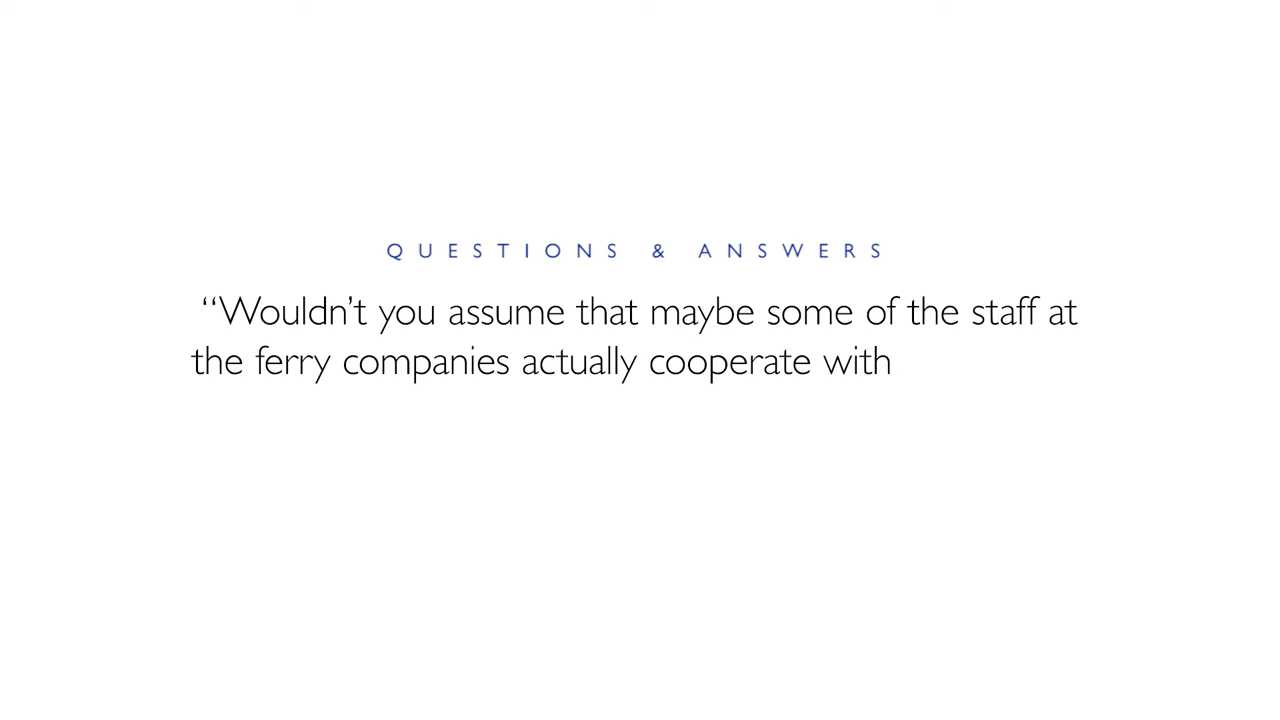 QUESTIONS & ANSWERS
“Wouldn’t you assume that maybe some of the staff at
the ferry companies actually cooperate with